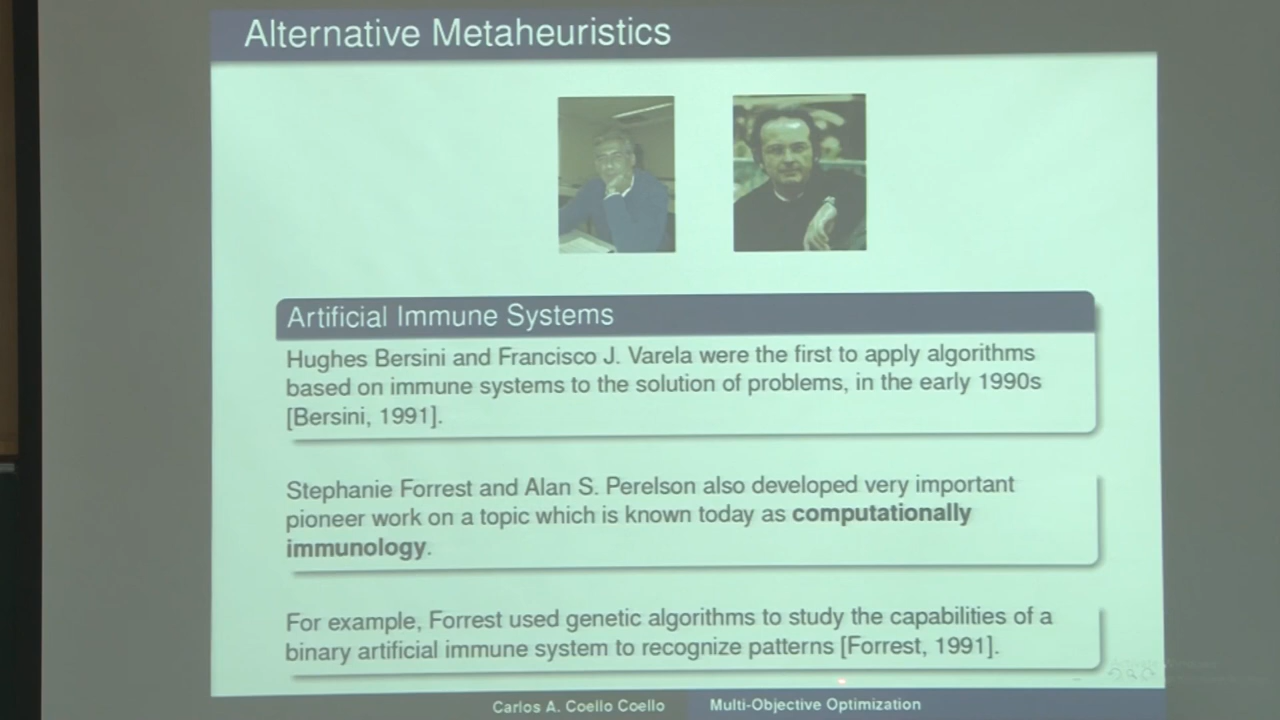 Alternative Metaheuristics
Artificial Immune Systems
Hughes Bersini and Francisco J. Varela were the first to apply algorithms
based on immune systems to the solution of problems, in the early 1990s
[Bersini, 1991].
Stephanie Forrest and Alan S. Perelson also developed very important
pioneer work on a topic which is known today as computationally
immunology.
For example, Forrest used genetic algorithms to study the capabilities of a
binary artificial immune system to recognize patterns [Forrest, 1991].
Carlos A. Coello Coello
Multi-Objective Optimization